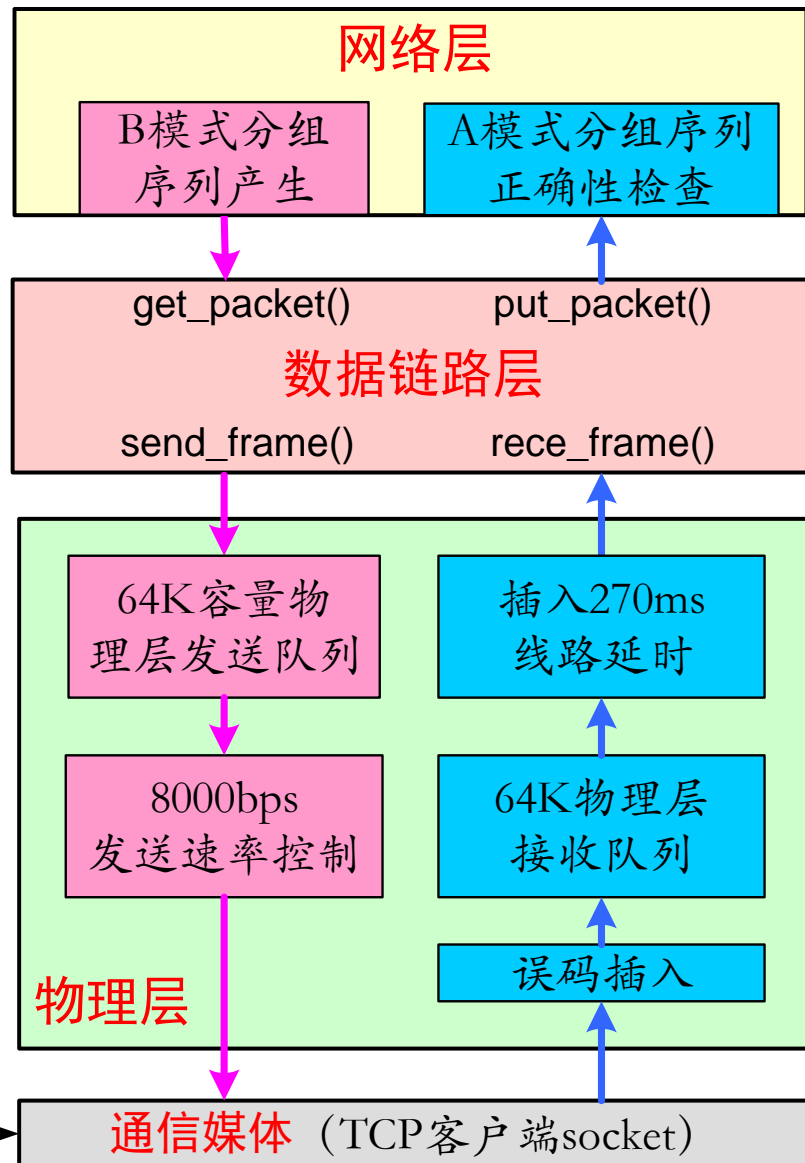 网络层
B模式分组
序列产生
A模式分组序列
正确性检查
get_packet()
put_packet()
数据链路层
send_frame()
rece_frame()
64K容量物
理层发送队列
插入270ms
线路延时
8000bps
发送速率控制
64K物理层
接收队列
误码插入
物理层
通信媒体（TCP客户端socket）